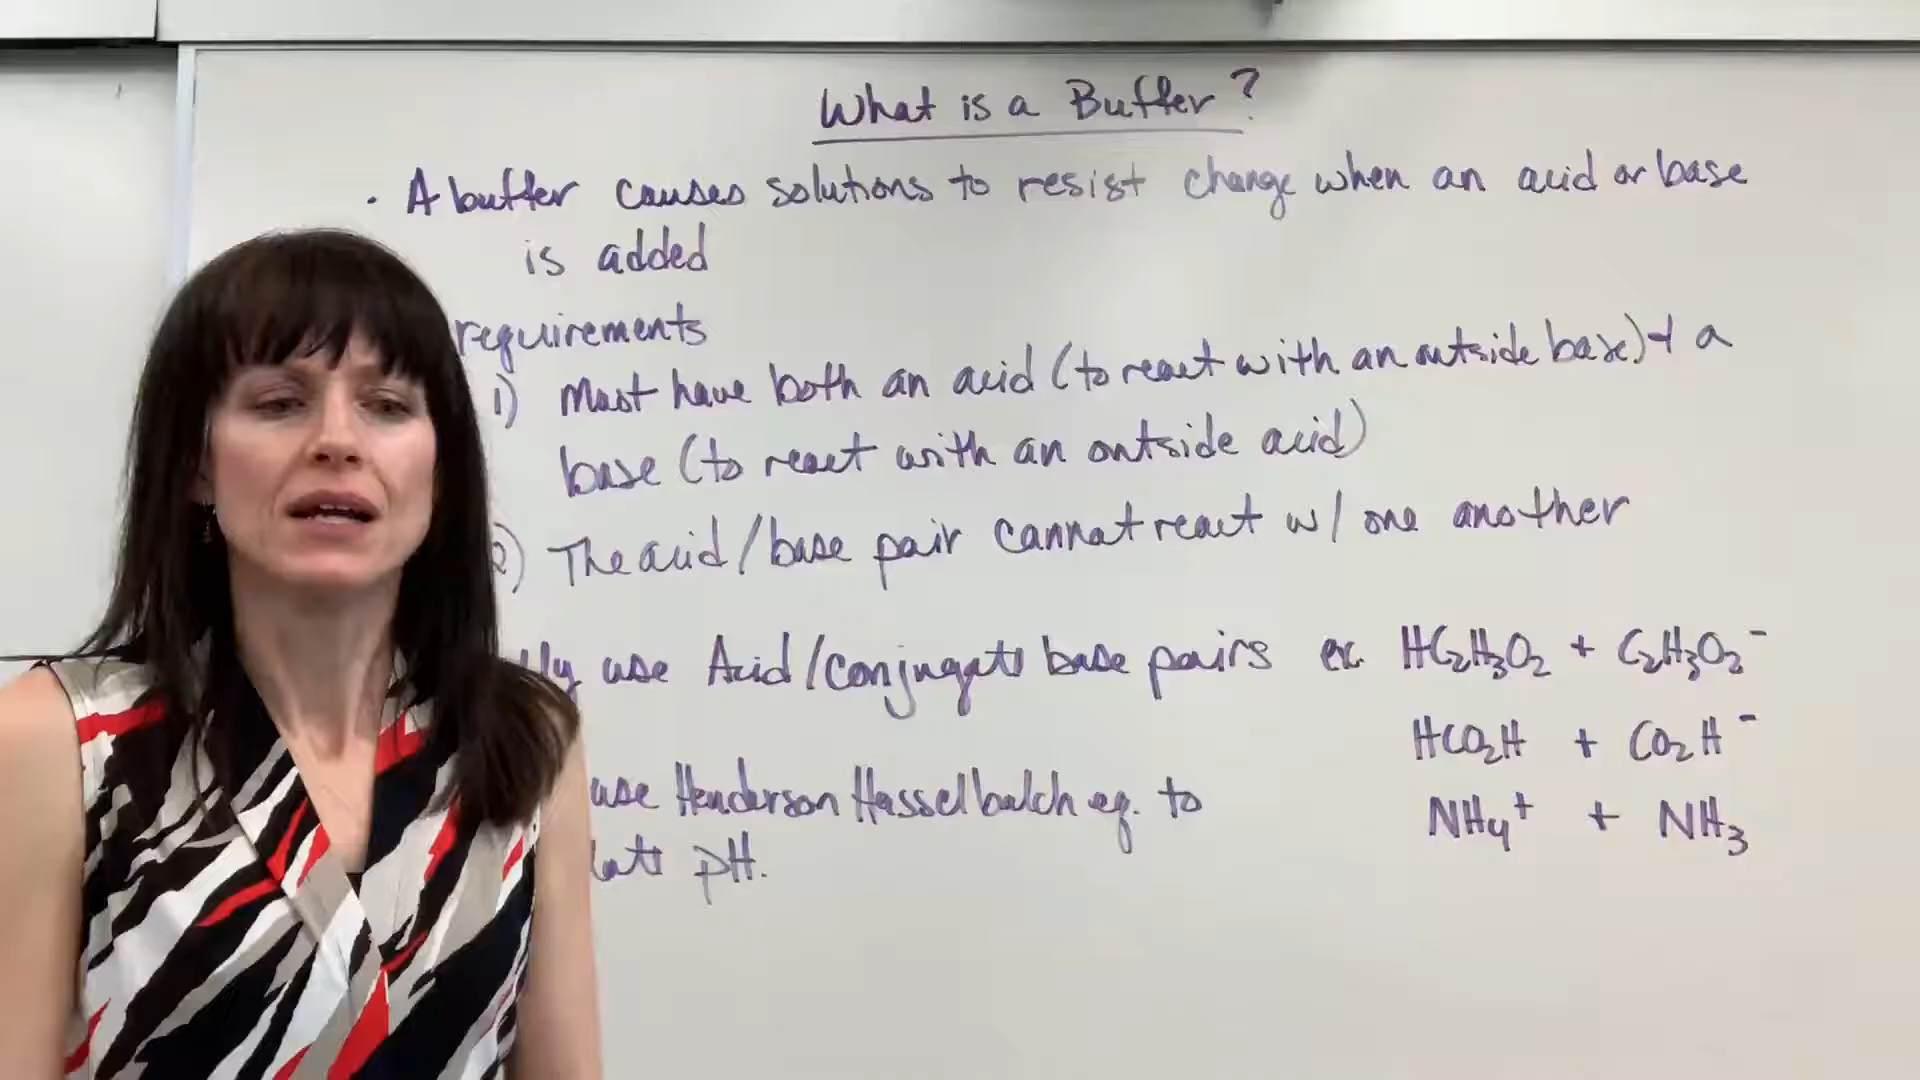 What is a Buffer?
· A buffer causes solutions to resist change when an acid or base
is added
requirements
1) Must have both an acid (to react with an outside base) + a
base (to react with an outside acid)
2) The acid/base pair cannot react w/ one another
use Acid/conjugate base pairs ex. HC₂H₃O₂ + C₂H₃O₂⁻
HCO₂H + CO₂H⁻
use Henderson Hasselbalch eq. to
NH₄⁺ + NH₃
pH.